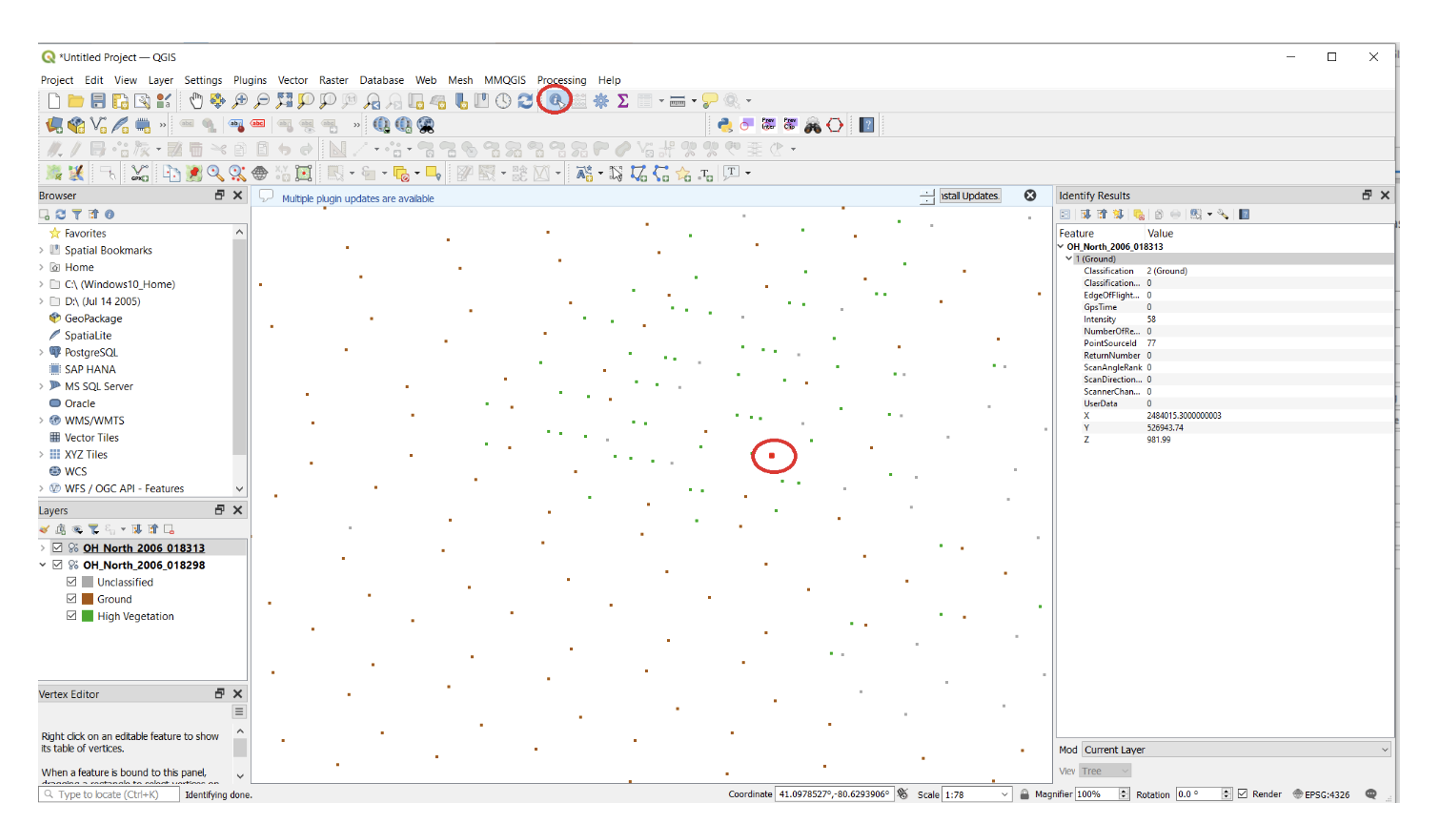 *Untitled Project — QGIS
Project Edit View Layer Settings Plugins Vector Raster Database Web Mesh MMQGIS Processing Help
Browser
Multiple plugin updates are available
stall Updates
Identify Results
Favorites
Spatial Bookmarks
Home
C:\ (Windows10_Home)
D:\ (Jul 14 2005)
GeoPackage
SpatiaLite
PostgreSQL
SAP HANA
MS SQL Server
Oracle
WMS/WMTS
Vector Tiles
XYZ Tiles
WCS
WFS / OGC API - Features
Layers
OH_North_2006_018313
OH_North_2006_018298
Unclassified
Ground
High Vegetation
Vertex Editor
Right click on an editable feature to show
its table of vertices.
When a feature is bound to this panel,
Feature Value
OH_North_2006_018313
1 (Ground)
Classification 2 (Ground)
Classification... 0
EdgeOfFlight... 0
GpsTime 0
Intensity 58
NumberOfRe... 0
PointSourceId 77
ReturnNumber 0
ScanAngleRank 0
ScanDirection... 0
ScannerChan... 0
UserData 0
X 2484015.3000000003
Y 526943.74
Z 981.99
Mod Current Layer
Viev Tree
Type to locate (Ctrl+K) Identifying done. Coordinate 41.0978527°,-80.6293906° Scale 1:78 Magnifier 100% Rotation 0.0 ° Render EPSG:4326